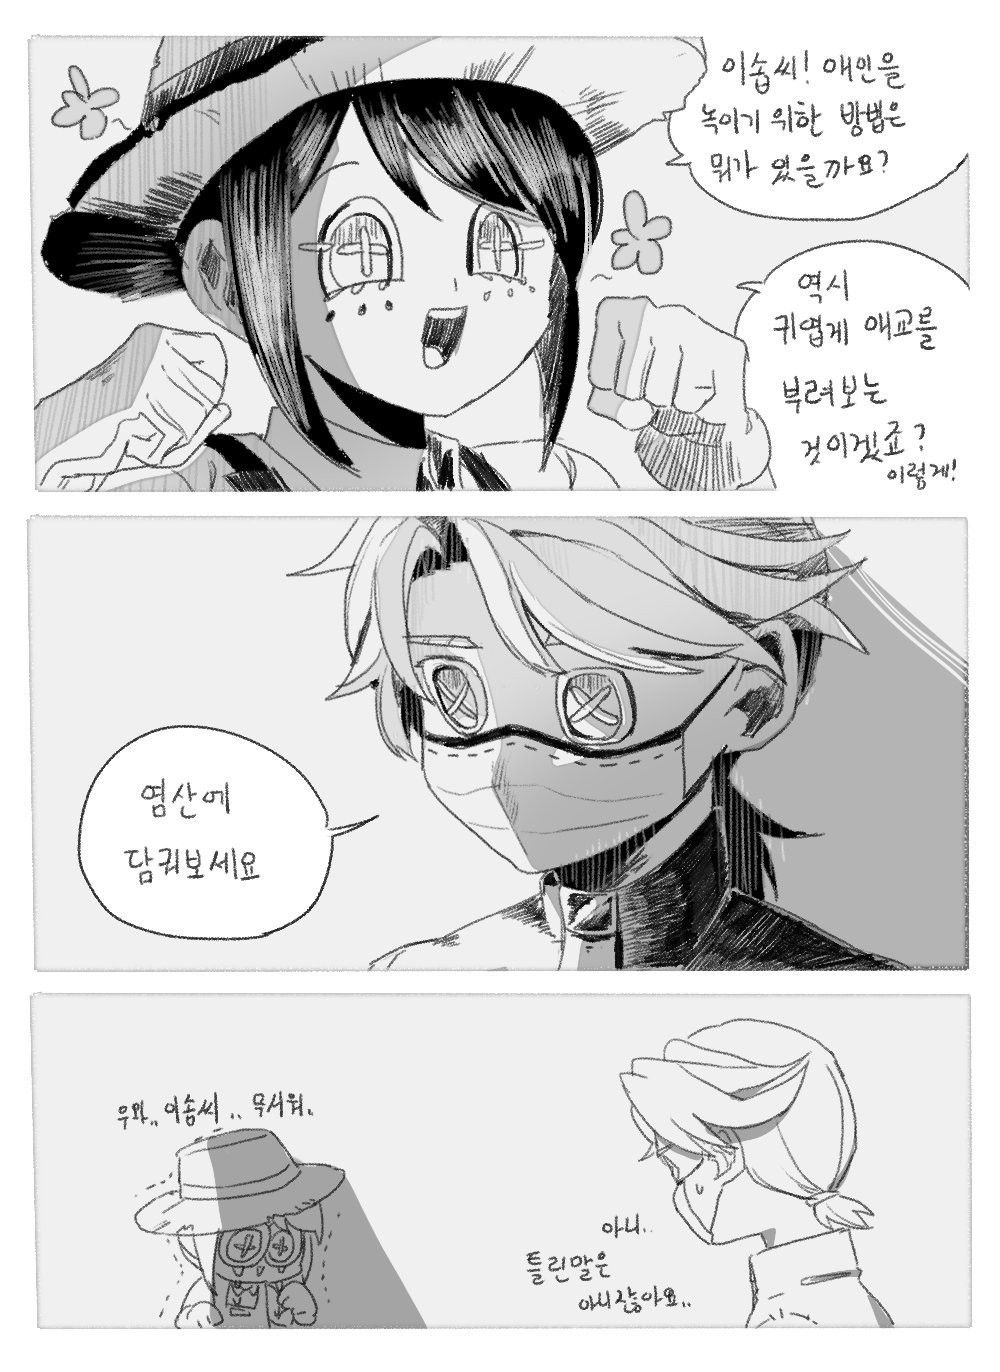 이솝씨! 애인을
녹이기 위한 방법은
뭐가 있을까요?
역시
귀엽게 애교를
부려보는
것이겠죠?
이렇게!
염산에
담궈보세요
우와.. 이솝씨.. 무서워..
아니..
틀린말은
아니잖아요..